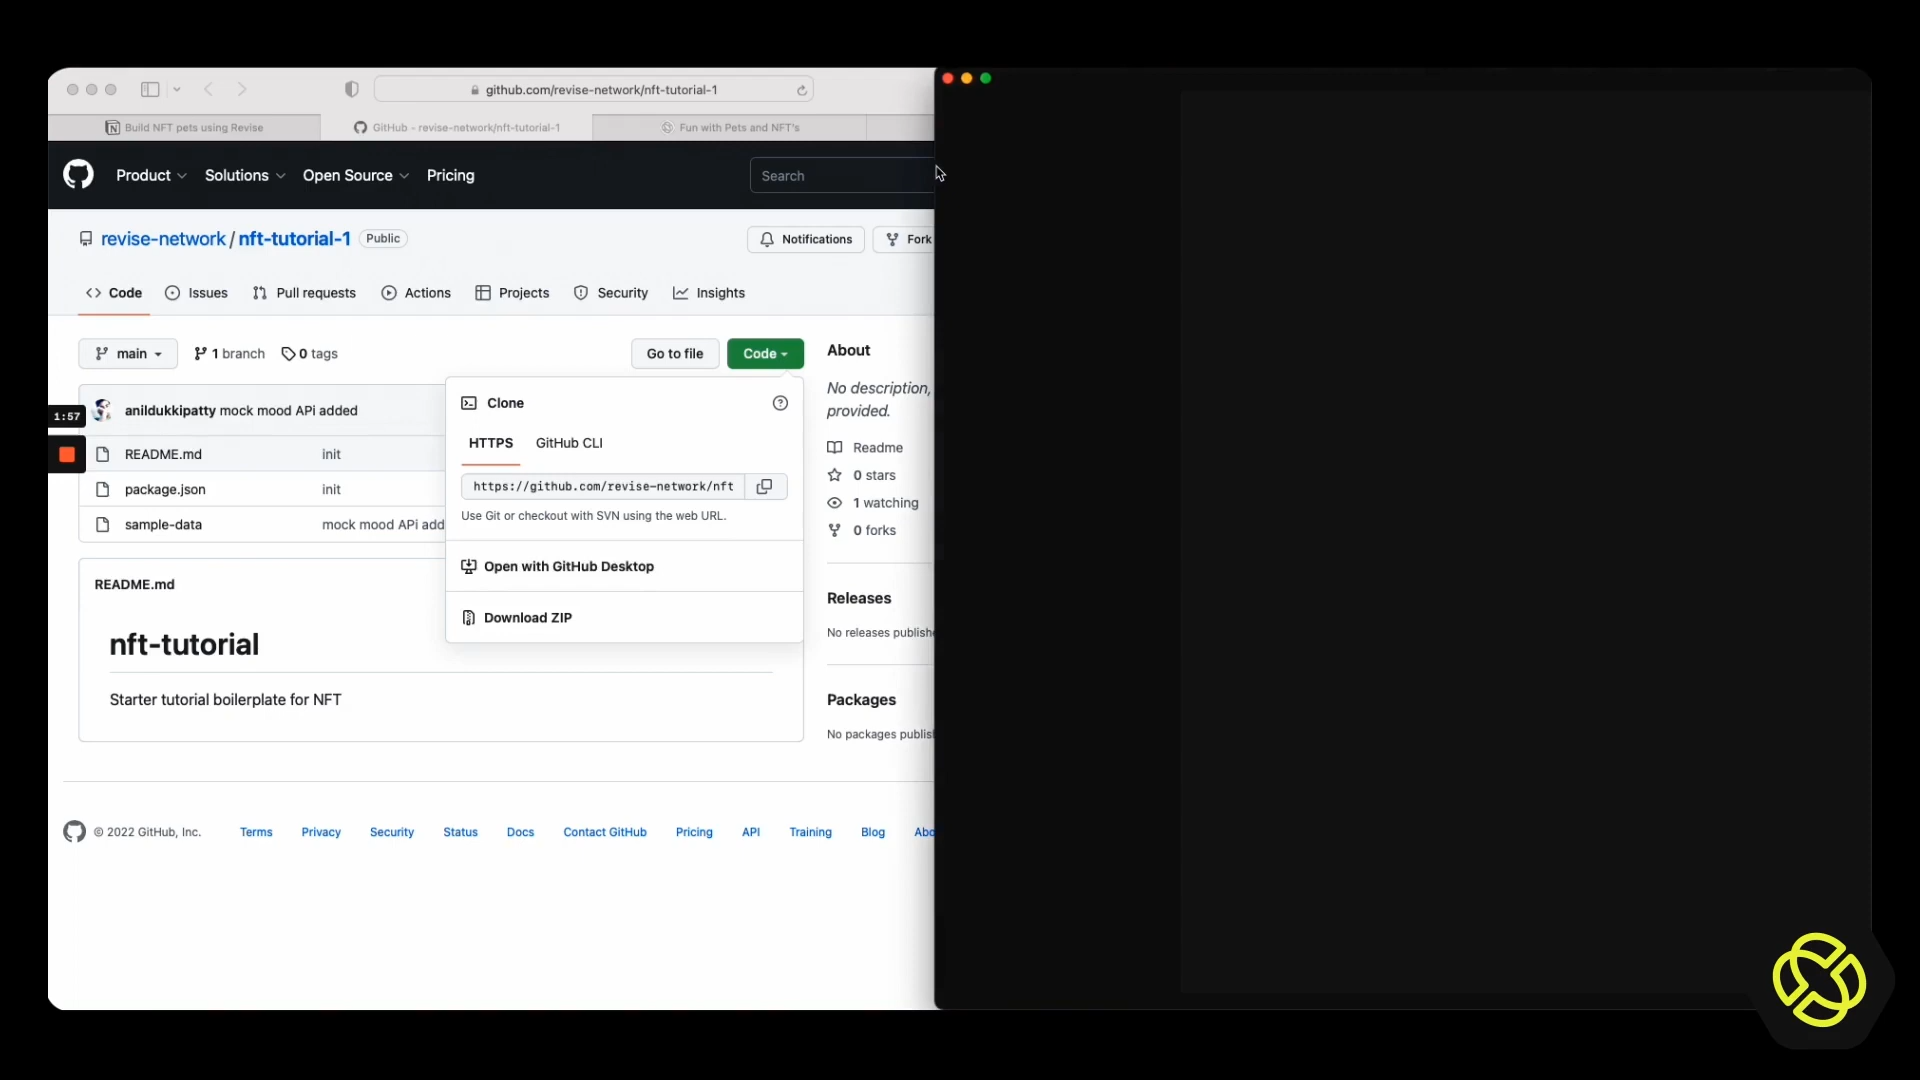 github.com/revise-network/nft-tutorial-1
Build NFT pets using Revise
GitHub - revise-network/nft-tutorial-1
Fun with Pets and NFT's
Product
Solutions
Open Source
Pricing
Search
revise-network / nft-tutorial-1
Public
Notifications
Fork
Code
Issues
Pull requests
Actions
Projects
Security
Insights
main
1 branch
0 tags
Go to file
Code
About
No description,
provided.
1:57
anildukkipatty mock mood APi added
README.md
init
package.json
init
sample-data
mock mood APi add
Clone
HTTPS
GitHub CLI
https://github.com/revise-network/nft
Use Git or checkout with SVN using the web URL.
Open with GitHub Desktop
Download ZIP
Readme
0 stars
1 watching
0 forks
Releases
No releases publish
Packages
No packages publis
README.md
nft-tutorial
Starter tutorial boilerplate for NFT
© 2022 GitHub, Inc.
Terms
Privacy
Security
Status
Docs
Contact GitHub
Pricing
API
Training
Blog
Abo